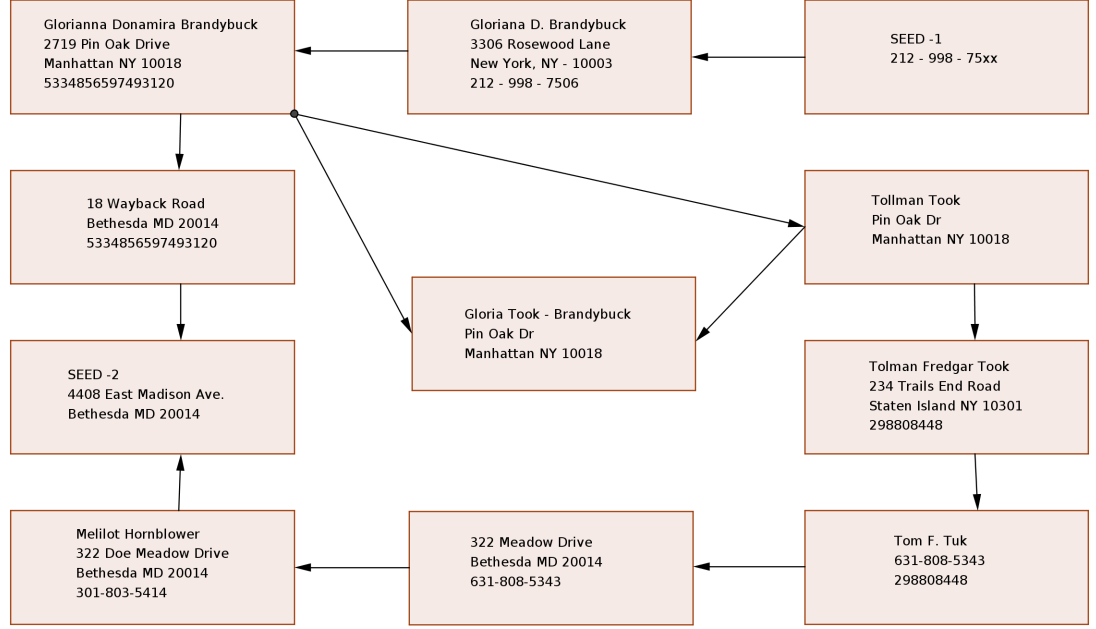 Glorianna Donamira Brandybuck
2719 Pin Oak Drive
Manhattan NY 10018
5334856597493120
Gloriana D. Brandybuck
3306 Rosewood Lane
New York, NY - 10003
212 - 998 - 7506
SEED -1
212 - 998 - 75xx
18 Wayback Road
Bethesda MD 20014
5334856597493120
Tollman Took
Pin Oak Dr
Manhattan NY 10018
Gloria Took - Brandybuck
Pin Oak Dr
Manhattan NY 10018
SEED -2
4408 East Madison Ave.
Bethesda MD 20014
Tolman Fredgar Took
234 Trails End Road
Staten Island NY 10301
298808448
Melilot Hornblower
322 Doe Meadow Drive
Bethesda MD 20014
301-803-5414
322 Meadow Drive
Bethesda MD 20014
631-808-5343
Tom F. Tuk
631-808-5343
298808448